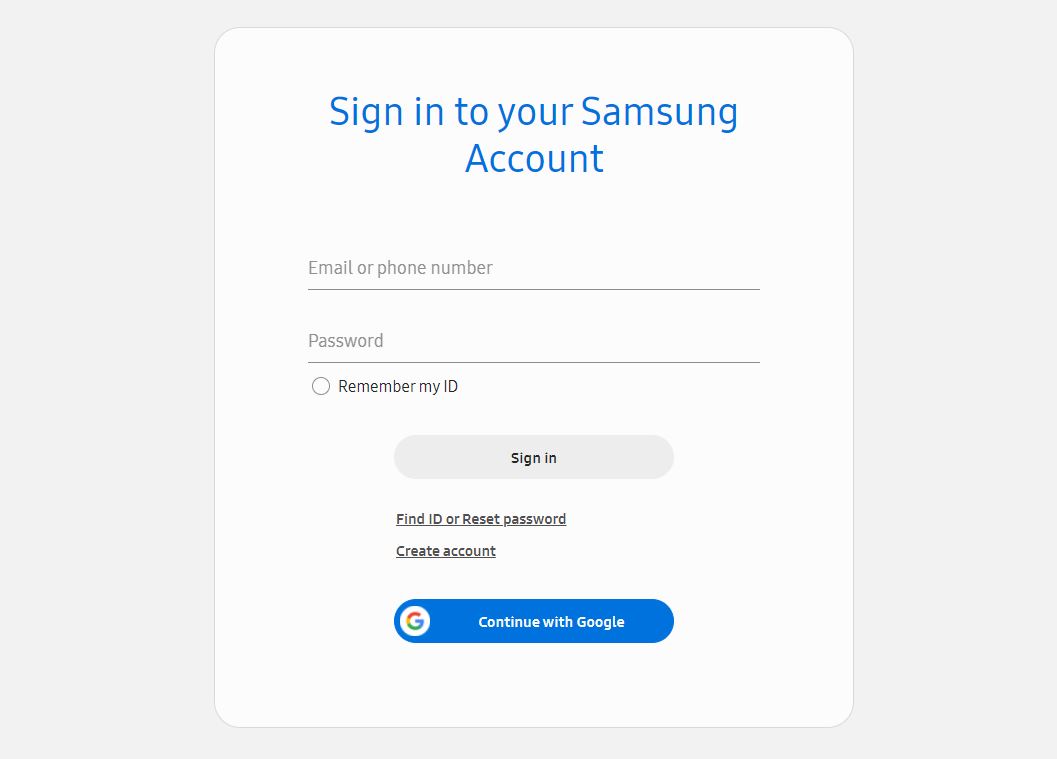 Sign in to your Samsung
Account
Email or phone number
Password
Remember my ID
Sign in
Find ID or Reset password
Create account
Continue with Google